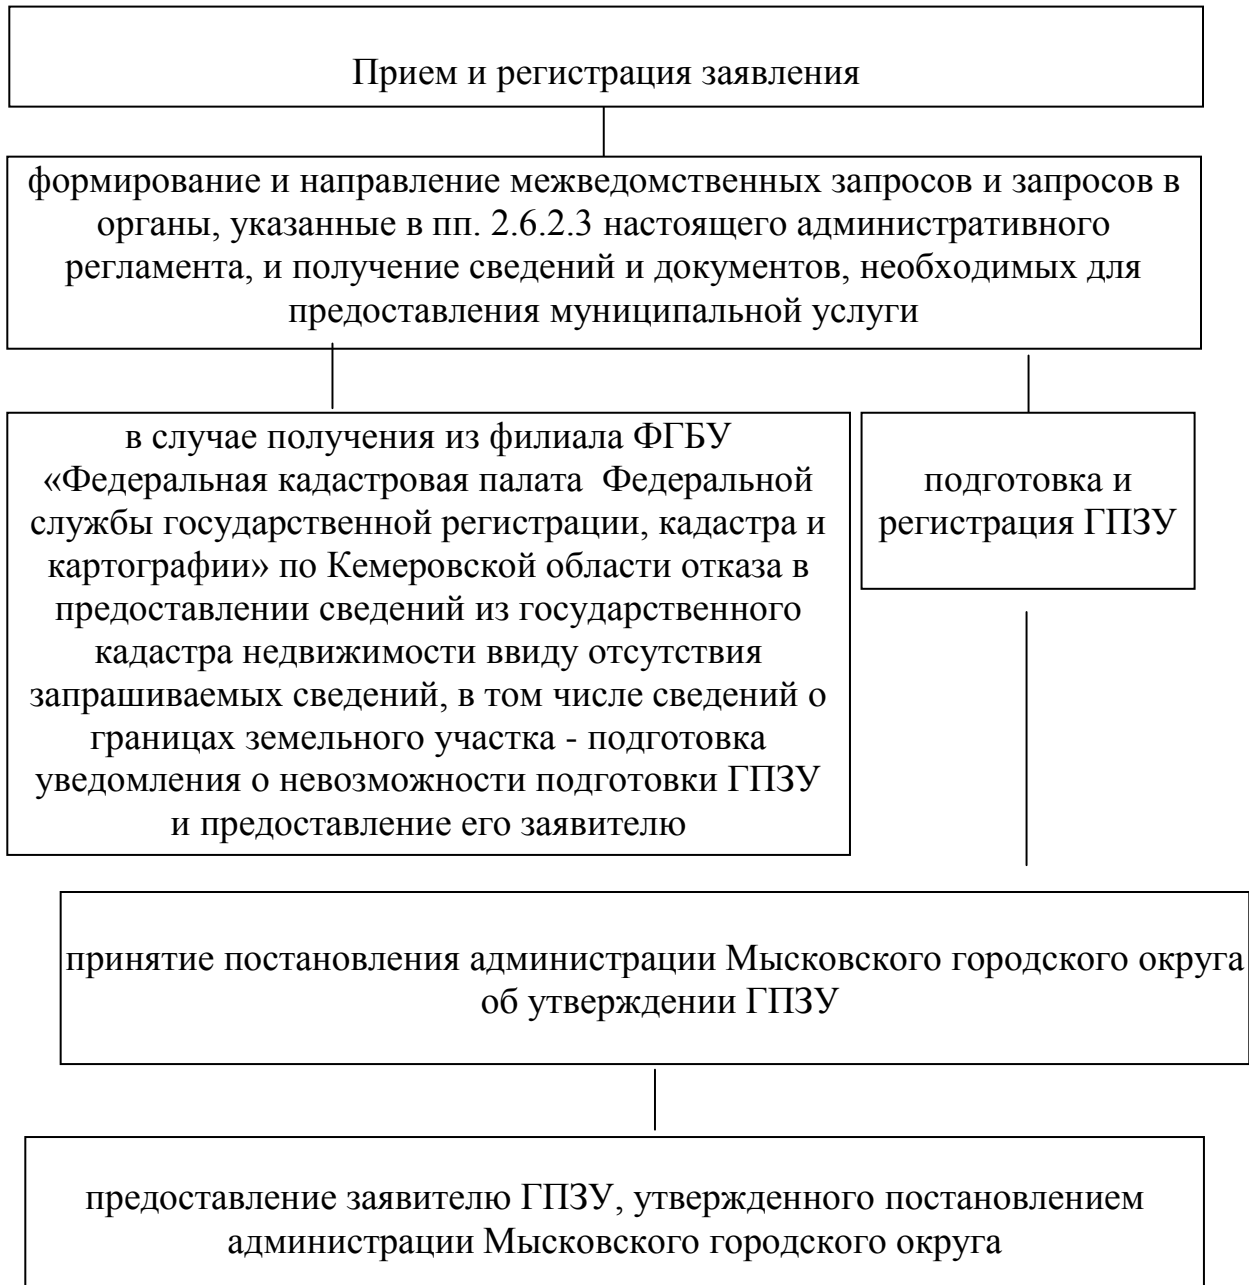 Прием и регистрация заявления
формирование и направление межведомственных запросов и запросов в
органы, указанные в пп. 2.6.2.3 настоящего административного
регламента, и получение сведений и документов, необходимых для
предоставления муниципальной услуги
в случае получения из филиала ФГБУ
«Федеральная кадастровая палата Федеральной
службы государственной регистрации, кадастра и
картографии» по Кемеровской области отказа в
предоставлении сведений из государственного
кадастра недвижимости ввиду отсутствия
запрашиваемых сведений, в том числе сведений о
границах земельного участка - подготовка
уведомления о невозможности подготовки ГПЗУ
и предоставление его заявителю
подготовка и
регистрация ГПЗУ
принятие постановления администрации Мысковского городского округа
об утверждении ГПЗУ
предоставление заявителю ГПЗУ, утвержденного постановлением
администрации Мысковского городского округа